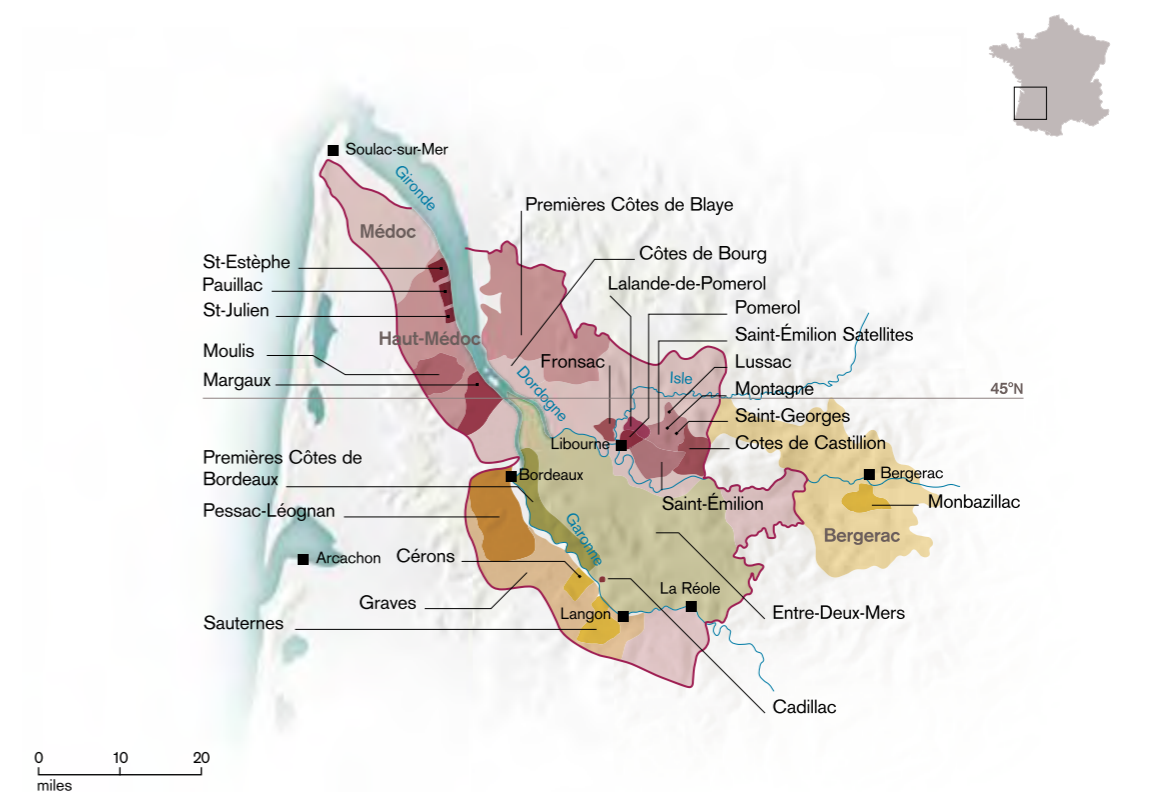 Soulac-sur-Mer
Gironde
Premières Côtes de Blaye
Médoc
Côtes de Bourg
St-Estèphe
Pauillac
Lalande-de-Pomerol
St-Julien
Pomerol
Haut-Médoc
Saint-Émilion Satellites
Moulis
Fronsac
Lussac
Margaux
Dordogne
Isle
Montagne
45°N
Saint-Georges
Libourne
Cotes de Castillion
Premières Côtes de
Bordeaux
Bordeaux
Bergerac
Saint-Émilion
Monbazillac
Pessac-Léognan
Garonne
Bergerac
Arcachon
Cérons
La Réole
Graves
Langon
Entre-Deux-Mers
Sauternes
Cadillac
0 10 20
miles